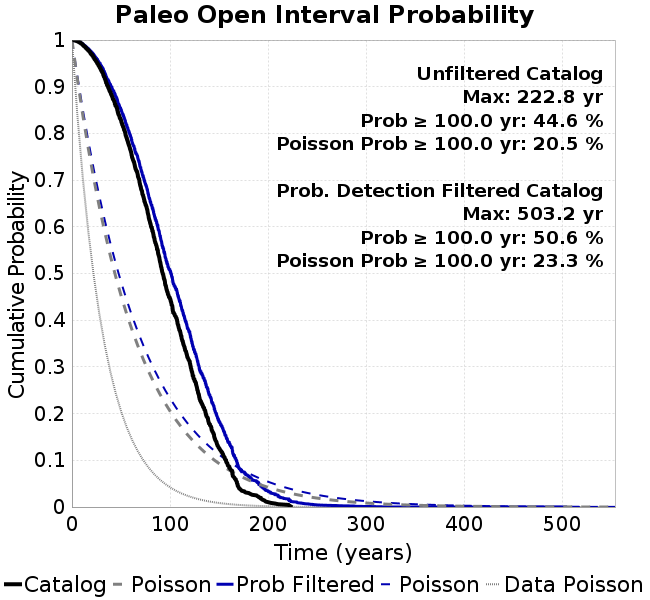 Paleo Open Interval Probability
Cumulative Probability
1
0.9
0.8
0.7
0.6
0.5
0.4
0.3
0.2
0.1
0
Unfiltered Catalog
Max: 222.8 yr
Prob ≥ 100.0 yr: 44.6 %
Poisson Prob ≥ 100.0 yr: 20.5 %
Prob. Detection Filtered Catalog
Max: 503.2 yr
Prob ≥ 100.0 yr: 50.6 %
Poisson Prob ≥ 100.0 yr: 23.3 %
0 100 200 300 400 500
Time (years)
Catalog Poisson Prob Filtered Poisson Data Poisson